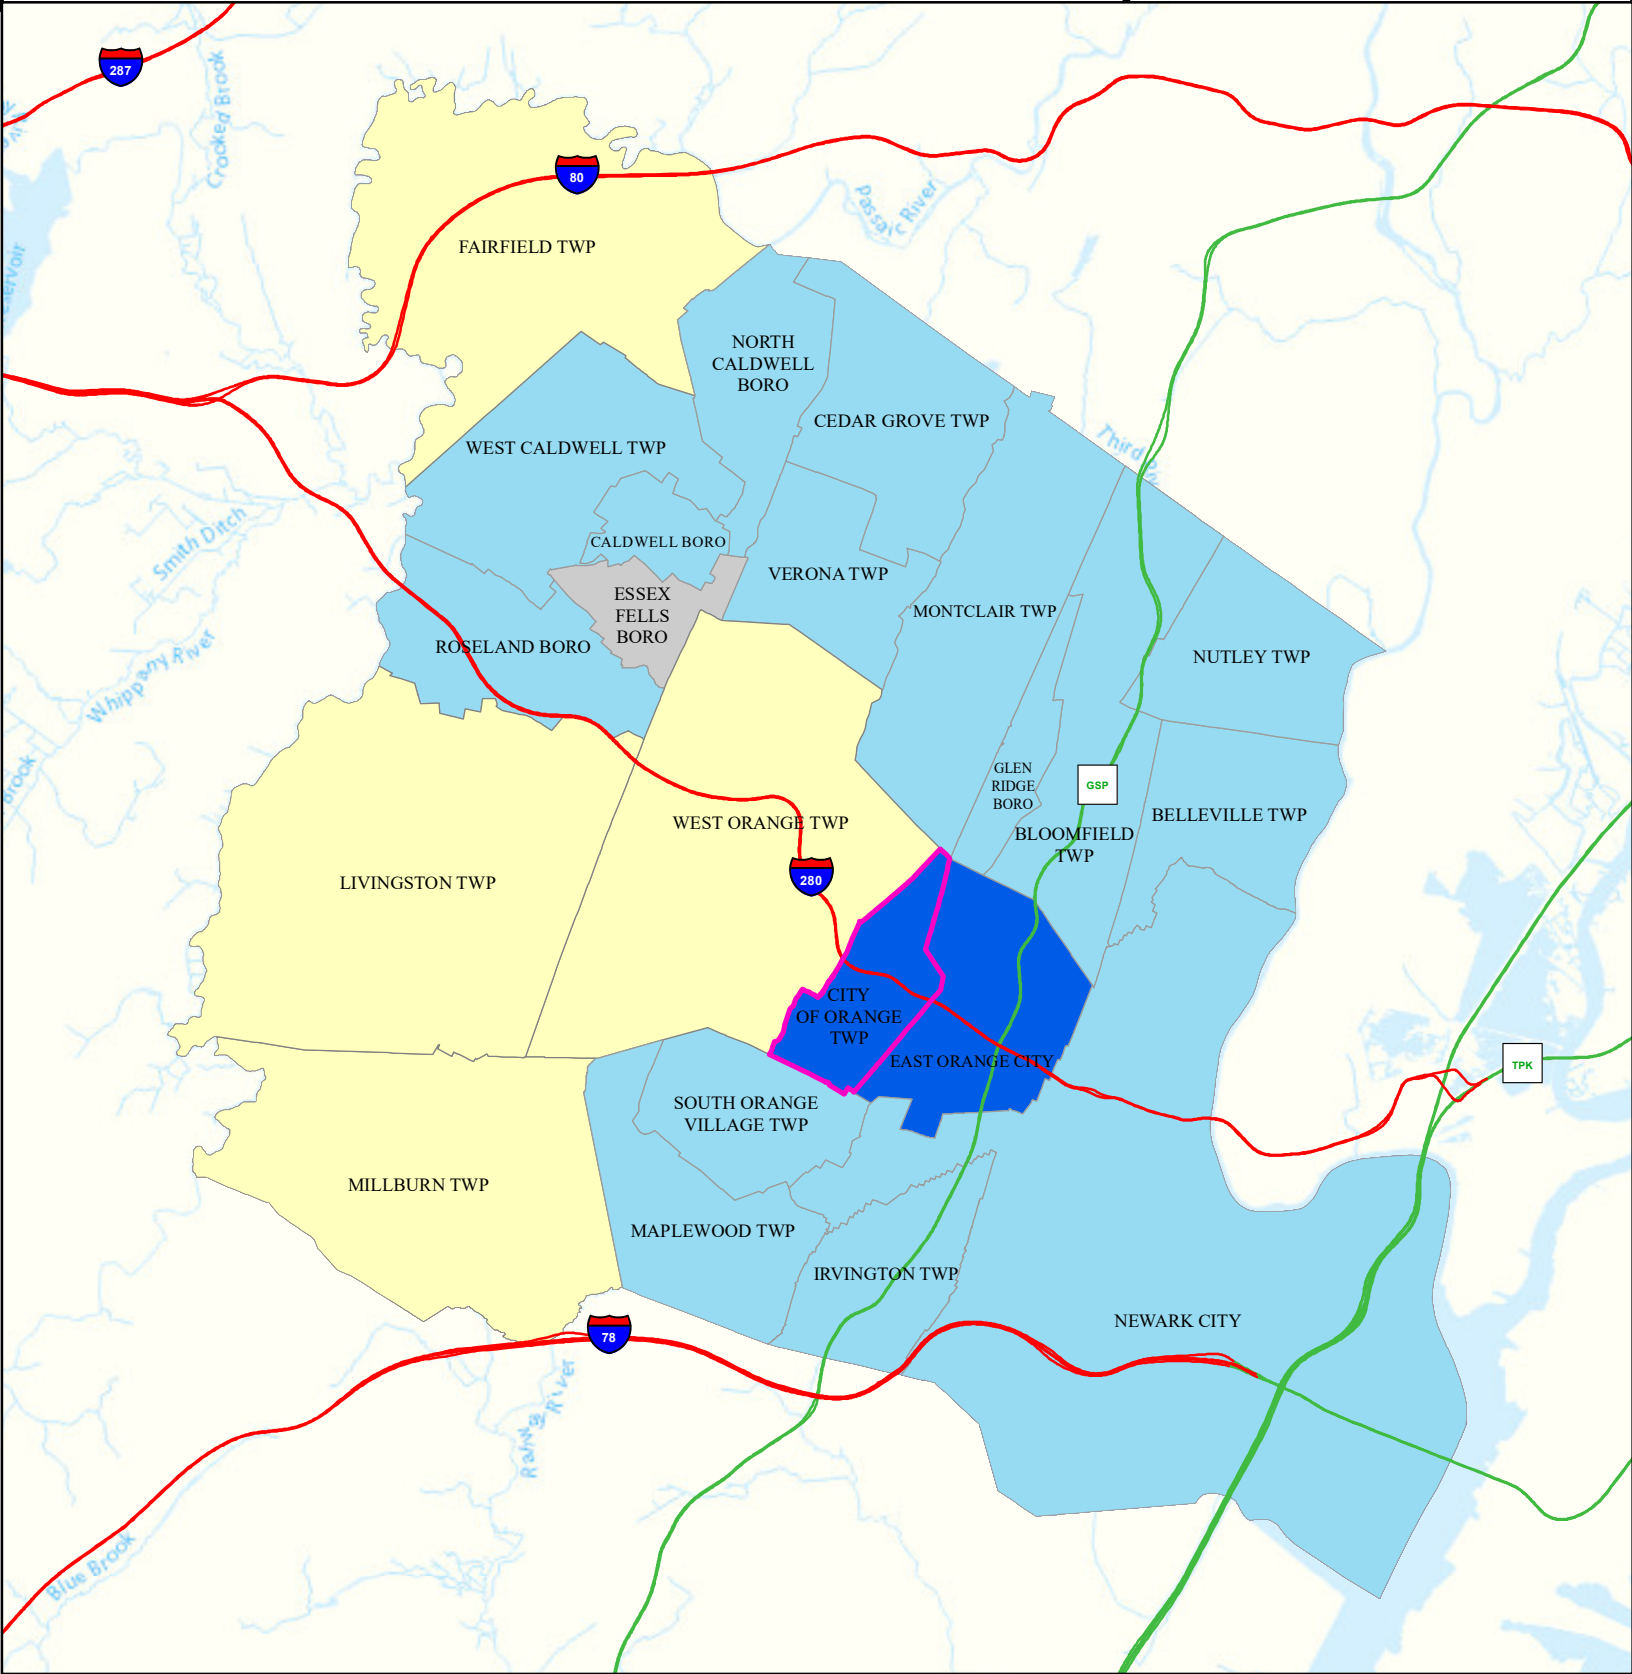 287
Crooked Brook
80
Passaic River
FAIRFIELD TWP
NORTH
CALDWELL
BORO
CEDAR GROVE TWP
WEST CALDWELL TWP
Third
Smith Ditch
CALDWELL BORO
VERONA TWP
ESSEX
FELLS
BORO
MONTCLAIR TWP
ROSELAND BORO
NUTLEY TWP
Whippany River
Brook
GLEN
RIDGE
BORO
GSP
BELLEVILLE TWP
WEST ORANGE TWP
BLOOMFIELD
TWP
280
LIVINGSTON TWP
CITY
OF ORANGE
TWP
EAST ORANGE CITY
TPK
SOUTH ORANGE
VILLAGE TWP
MILLBURN TWP
MAPLEWOOD TWP
IRVINGTON TWP
NEWARK CITY
78
River
Blue Brook